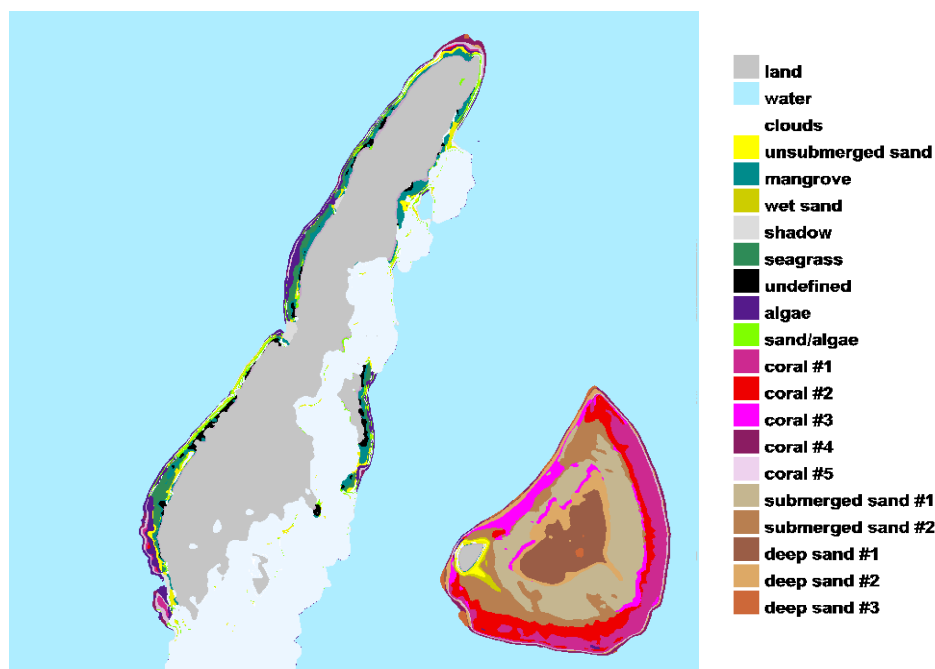 land
water
clouds
unsubmerged sand
mangrove
wet sand
shadow
seagrass
undefined
algae
sand/algae
coral #1
coral #2
coral #3
coral #4
coral #5
submerged sand #1
submerged sand #2
deep sand #1
deep sand #2
deep sand #3